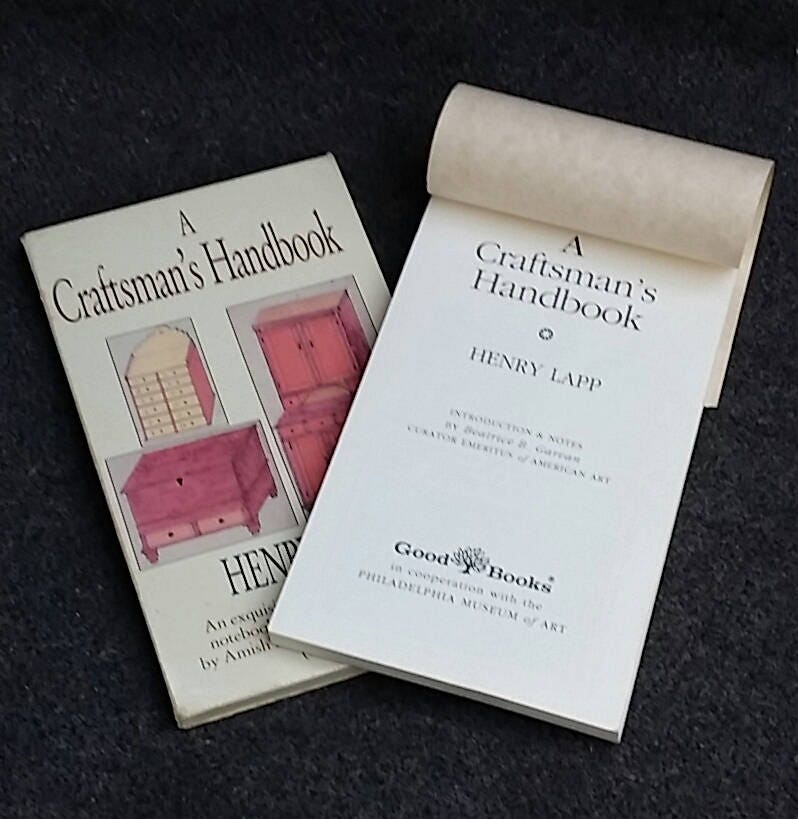 A
Craftsman's Handbook
HENRY
An exquis
notebo
by Amish
A
Craftsman's
Handbook
HENRY LAPP
INTRODUCTION & NOTES
BY Beatrice B. Garvan
CURATOR EMERITUS of AMERICAN ART
Good Books®
in cooperation with the
PHILADELPHIA MUSEUM of ART